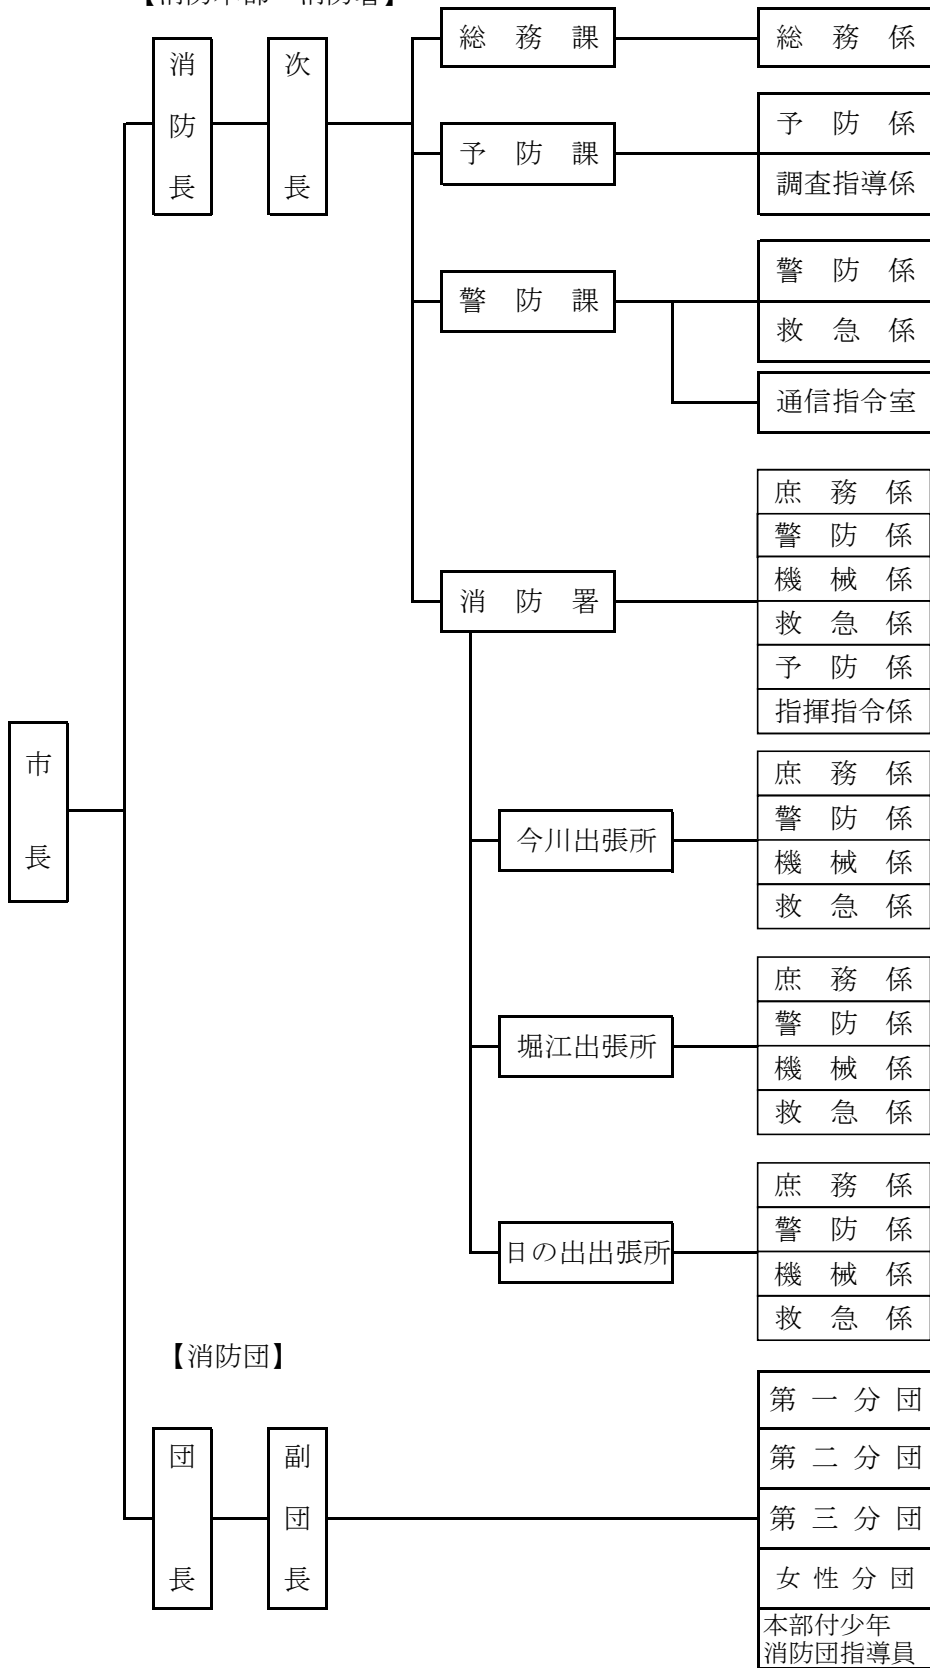 総務課
総務係
消防長
次長
予防課
予防係
調査指導係
警防課
警防係
救急係
通信指令室
消防署
庶務係
警防係
機械係
救急係
予防係
指揮指令係
市長
今川出張所
庶務係
警防係
機械係
救急係
堀江出張所
庶務係
警防係
機械係
救急係
日の出出張所
庶務係
警防係
機械係
救急係
【消防団】
団長
副団長
第一分団
第二分団
第三分団
女性分団
本部付少年
消防団指導員